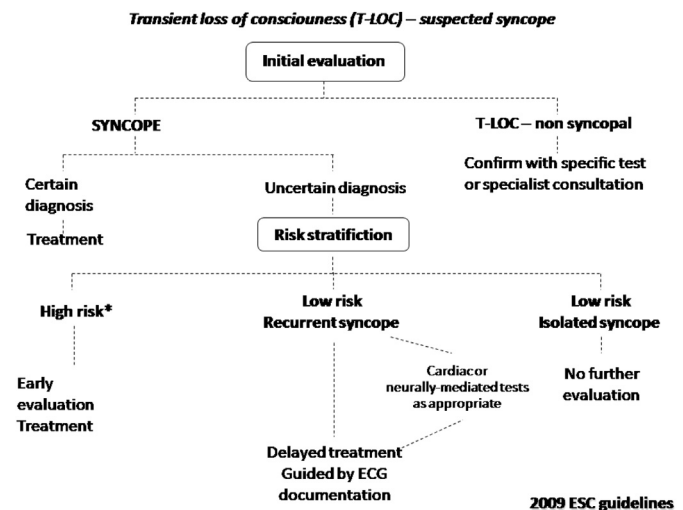 Transient loss of consciouness (T-LOC) – suspected syncope
Initial evaluation
SYNCOPE
T-LOC – non syncopal
Confirm with specific test
or specialist consultation
Certain
diagnosis
Uncertain diagnosis
Treatment
Risk stratifiction
High risk*
Low risk
Recurrent syncope
Low risk
Isolated syncope
Early
evaluation
Treatment
Cardiac or
neurally-mediated tests
as appropriate
No further
evaluation
Delayed treatment
Guided by ECG
documentation
2009 ESC guidelines